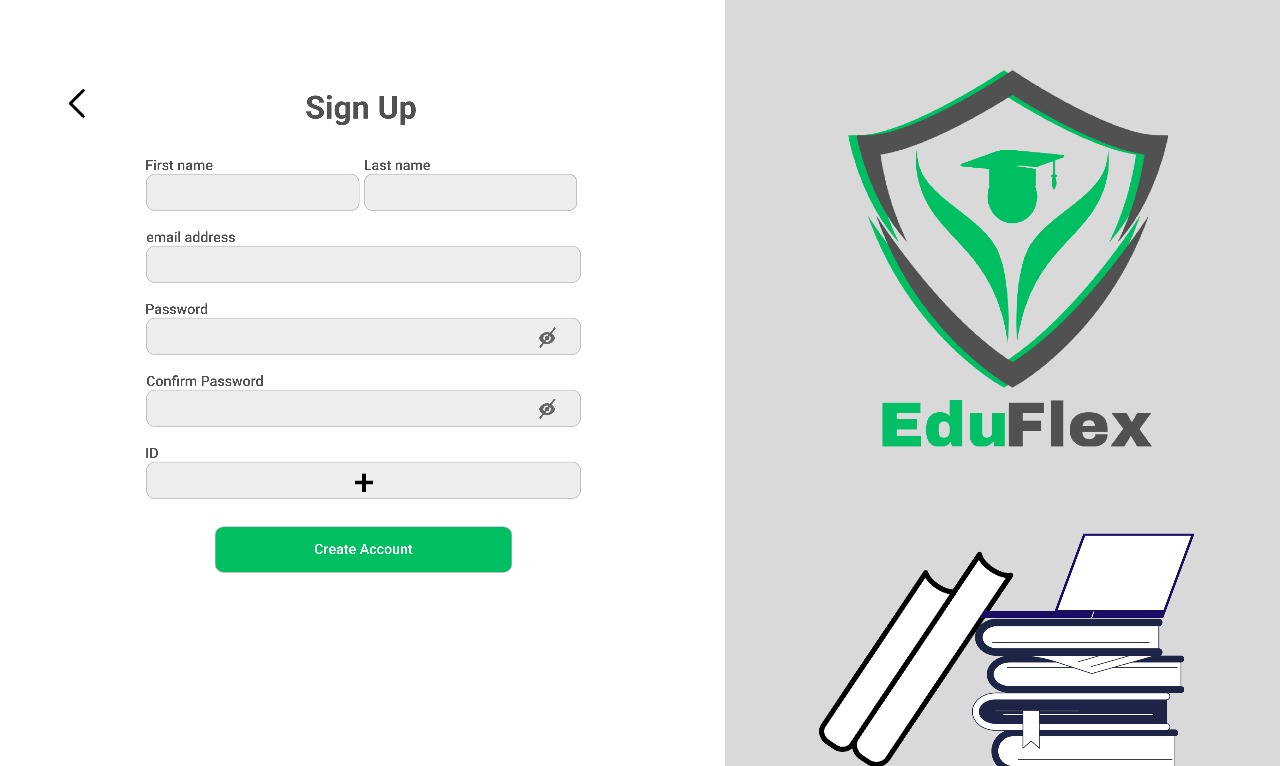 Sign Up
First name Last name
email address
Password
Confirm Password
ID
Create Account
EduFlex